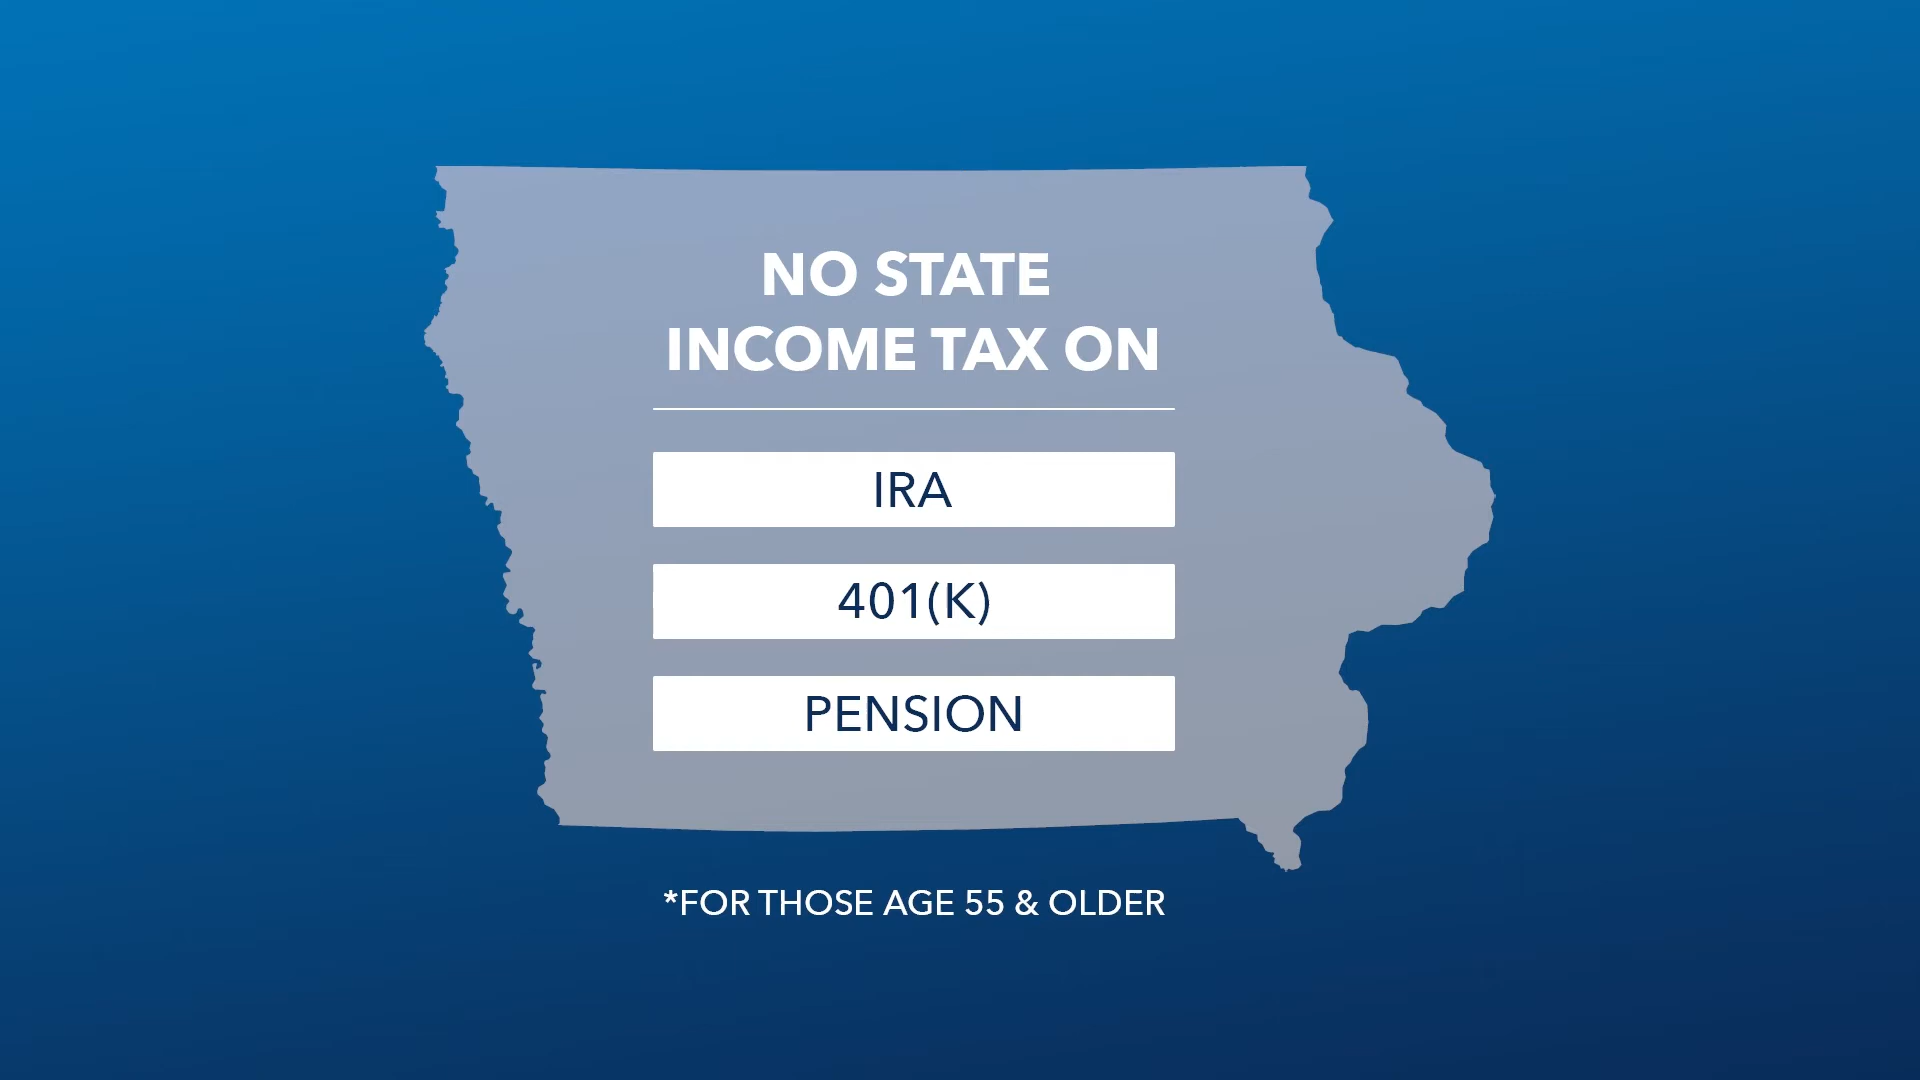 NO STATE
INCOME TAX ON
IRA
401(K)
PENSION
*FOR THOSE AGE 55 & OLDER